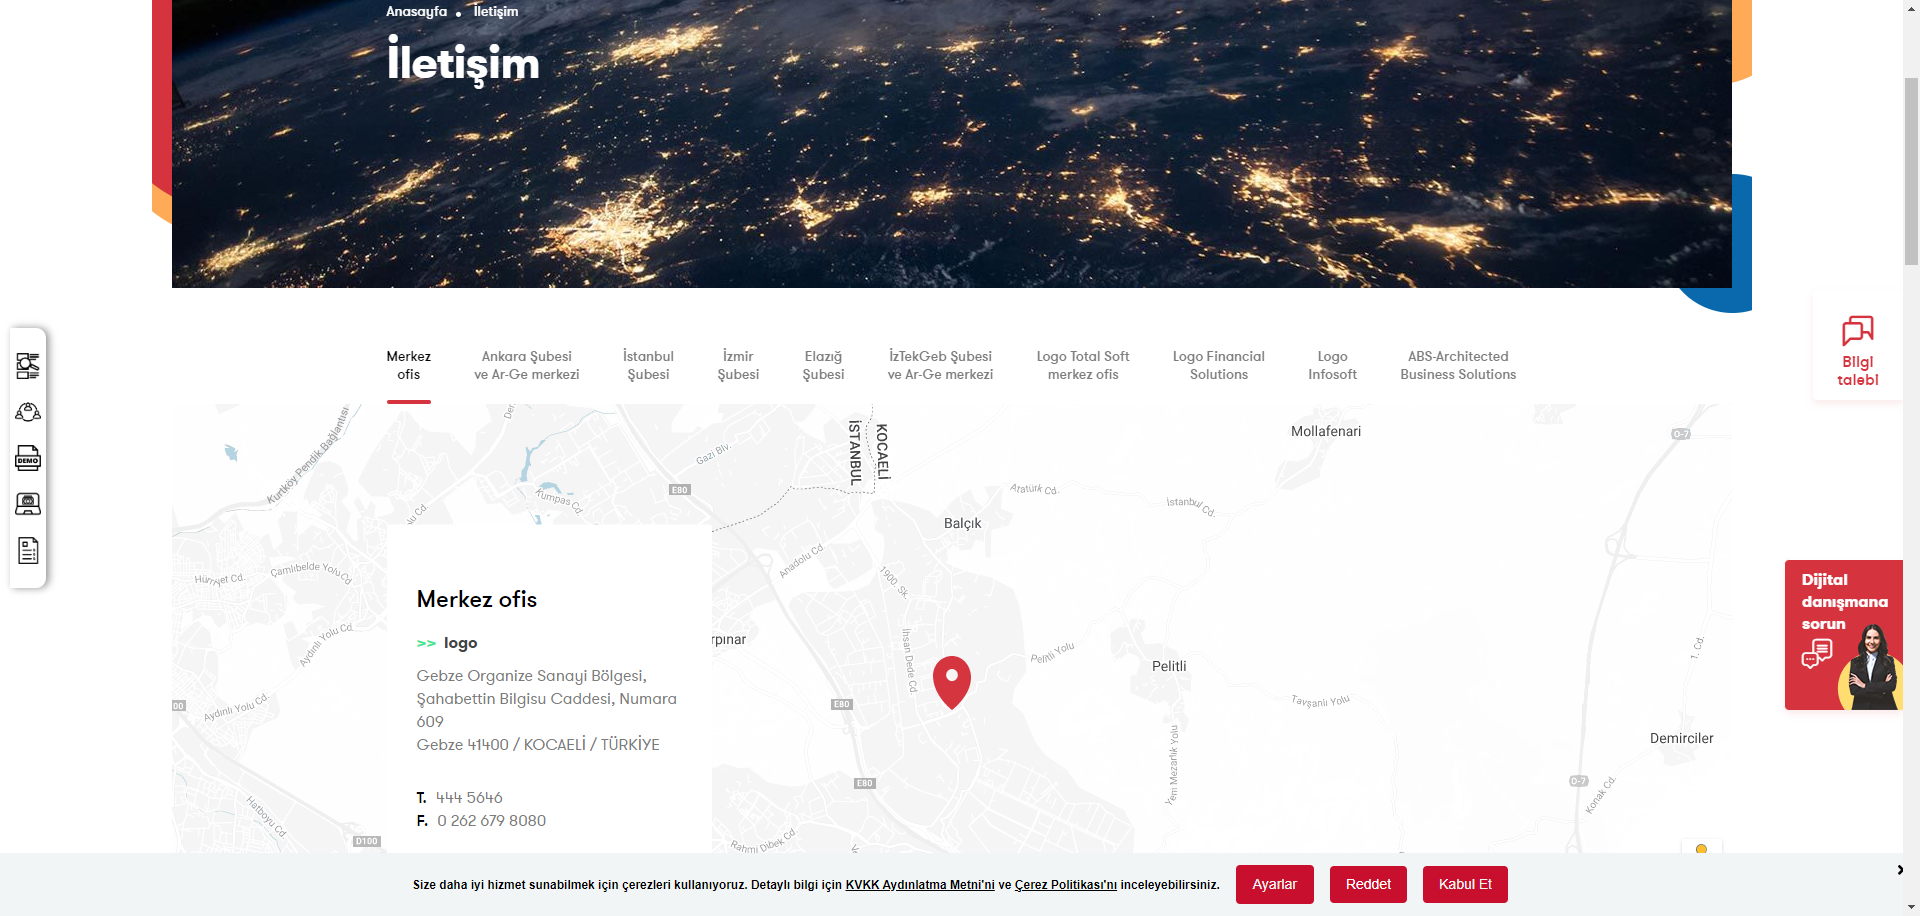 Anasayfa • İletişim
İletişim
Merkez
ofis
Ankara Şubesi
ve Ar-Ge merkezi
İstanbul
Şubesi
İzmir
Şubesi
Elazığ
Şubesi
İzTekGeb Şubesi
ve Ar-Ge merkezi
Logo Total Soft
merkez ofis
Logo Financial
Solutions
Logo
Infosoft
ABS-Architected
Business Solutions
Bilgi
talebi
DEMO
Kurtköy Pendik Bağlantısı
Gazi Blv.
İSTANBUL
KOCAELİ
Mollafenari
O-7
E80
Kumpas Cd.
Atatürk Cd.
İstanbul Cd.
Balçık
Anadolu Cd.
1900. Sk.
Hürriyet Cd.
Çamlıbelde Yolu Cd.
Aydınlı Yolu Cd.
Aydınlı Yolu Cd.
İhsan Dede Cd.
Pelitli Yolu
Pelitli
Tavşanlı Yolu
1. Cd.
Yeni Mezarlık Yolu
Demirciler
E80
E80
O-7
Konak Cd.
Hatboyu Cd.
D100
Rahmi Dibek Cd.
Merkez ofis
>> logo
Gebze Organize Sanayi Bölgesi,
Şahabettin Bilgisu Caddesi, Numara
609
Gebze 41400 / KOCAELİ / TÜRKİYE
T. 444 5646
F. 0 262 679 8080
Dijital
danışmana
sorun
Size daha iyi hizmet sunabilmek için çerezleri kullanıyoruz. Detaylı bilgi için KVKK Aydınlatma Metni'ni ve Çerez Politikası'nı inceleyebilirsiniz.
Ayarlar
Reddet
Kabul Et